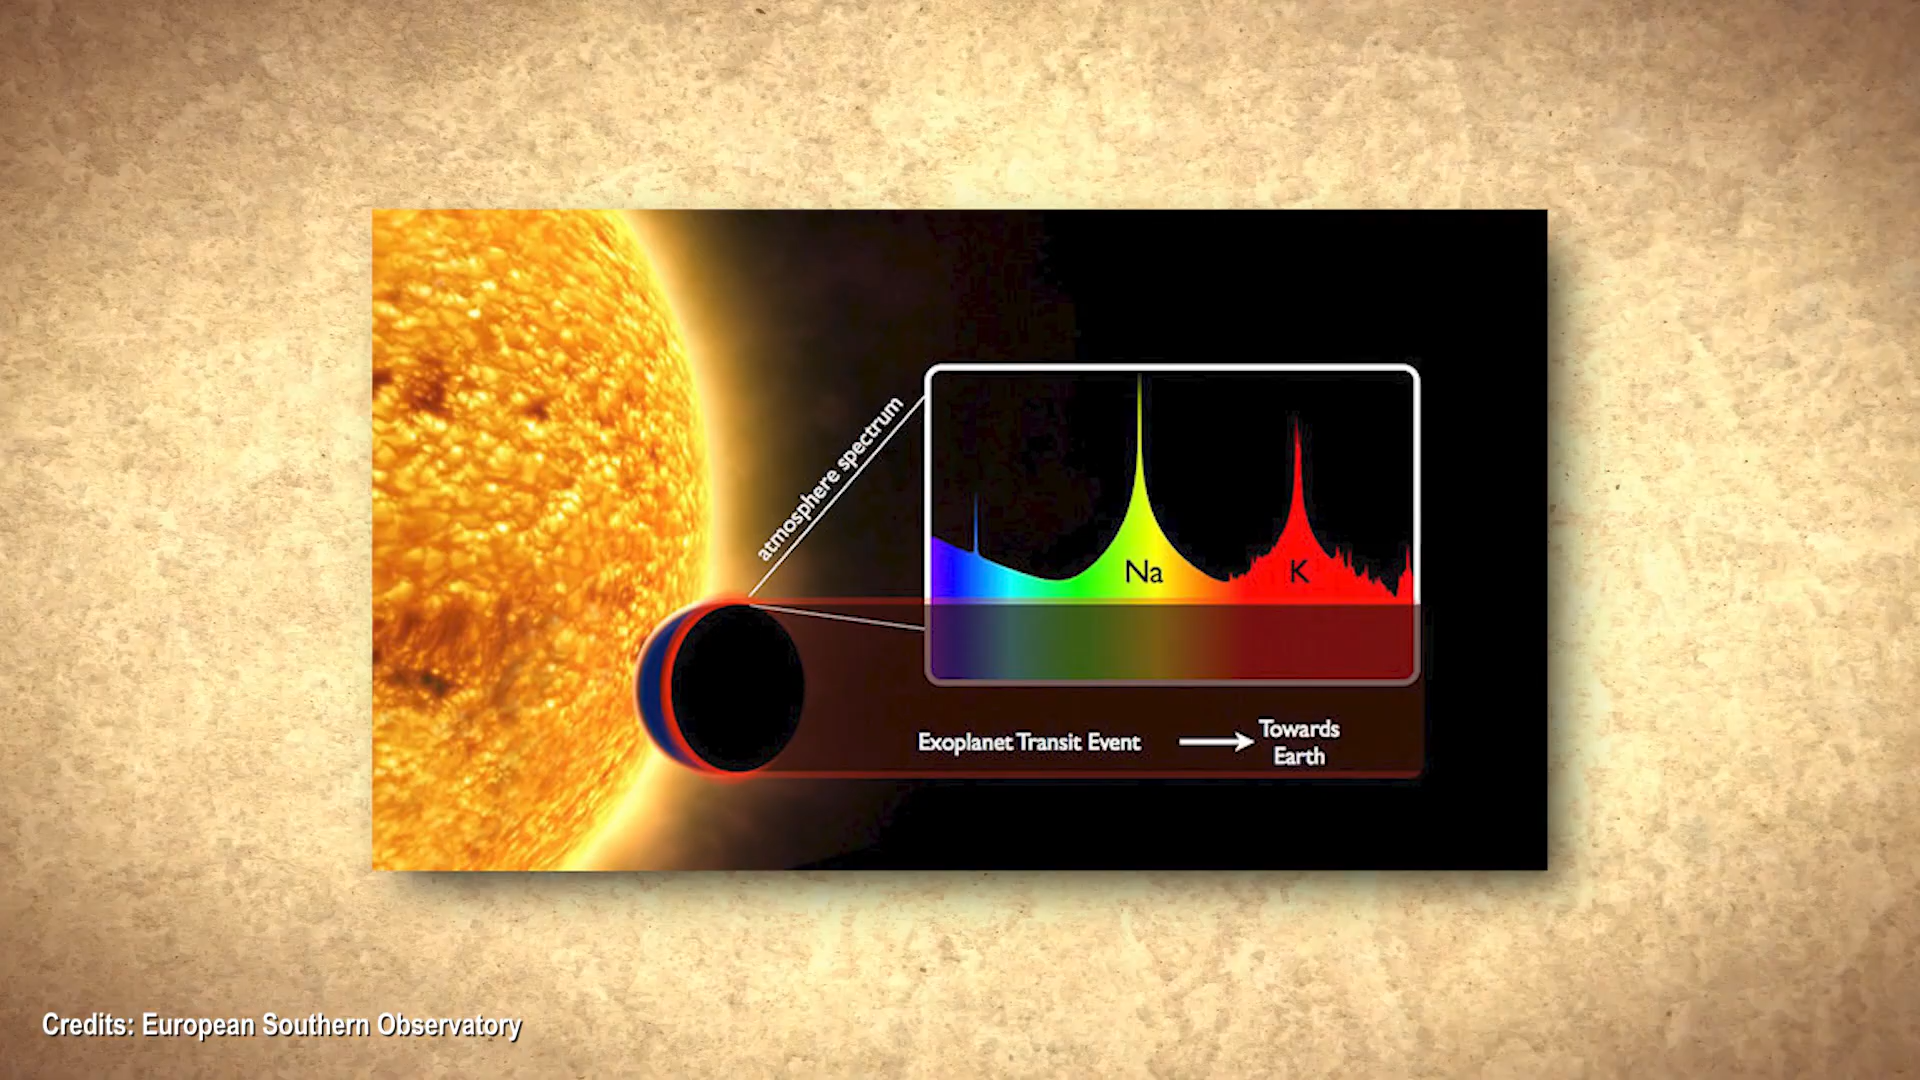 atmosphere spectrum
Na
K
Exoplanet Transit Event
Towards
Earth
Credits: European Southern Observatory